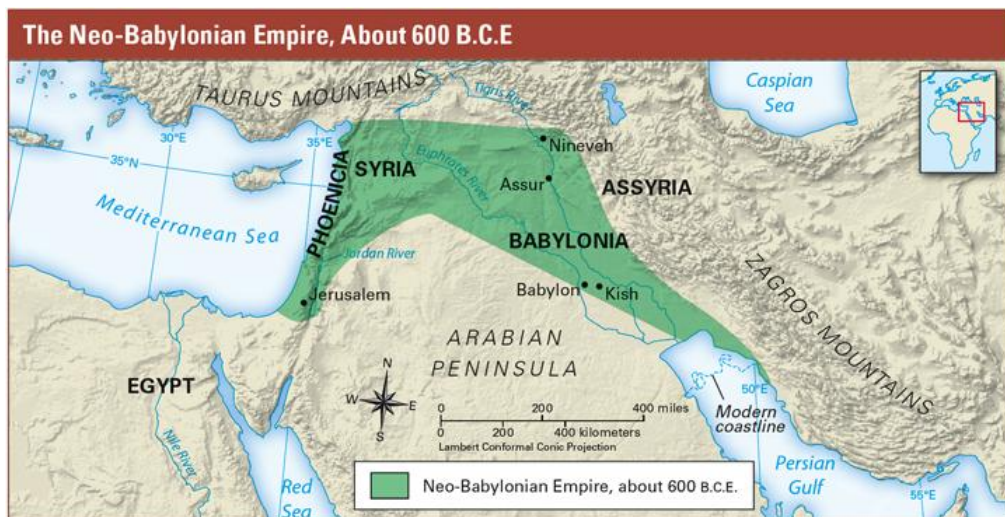 The Neo-Babylonian Empire, About 600 B.C.E
TAURUS MOUNTAINS
Tigris River
Caspian
Sea
30°E
35°E
35°N
Nineveh
PHOENICIA
SYRIA
Euphrates River
Assur
ASSYRIA
Mediterranean Sea
BABYLONIA
Jordan River
ZAGROS MOUNTAINS
Jerusalem
Babylon
Kish
ARABIAN
PENINSULA
EGYPT
N
W
E
S
50°E
0 200 400 miles
0 200 400 kilometers
Lambert Conformal Conic Projection
Modern
coastline
Nile River
Red
Sea
Persian
Gulf
55°E
Neo-Babylonian Empire, about 600 B.C.E.